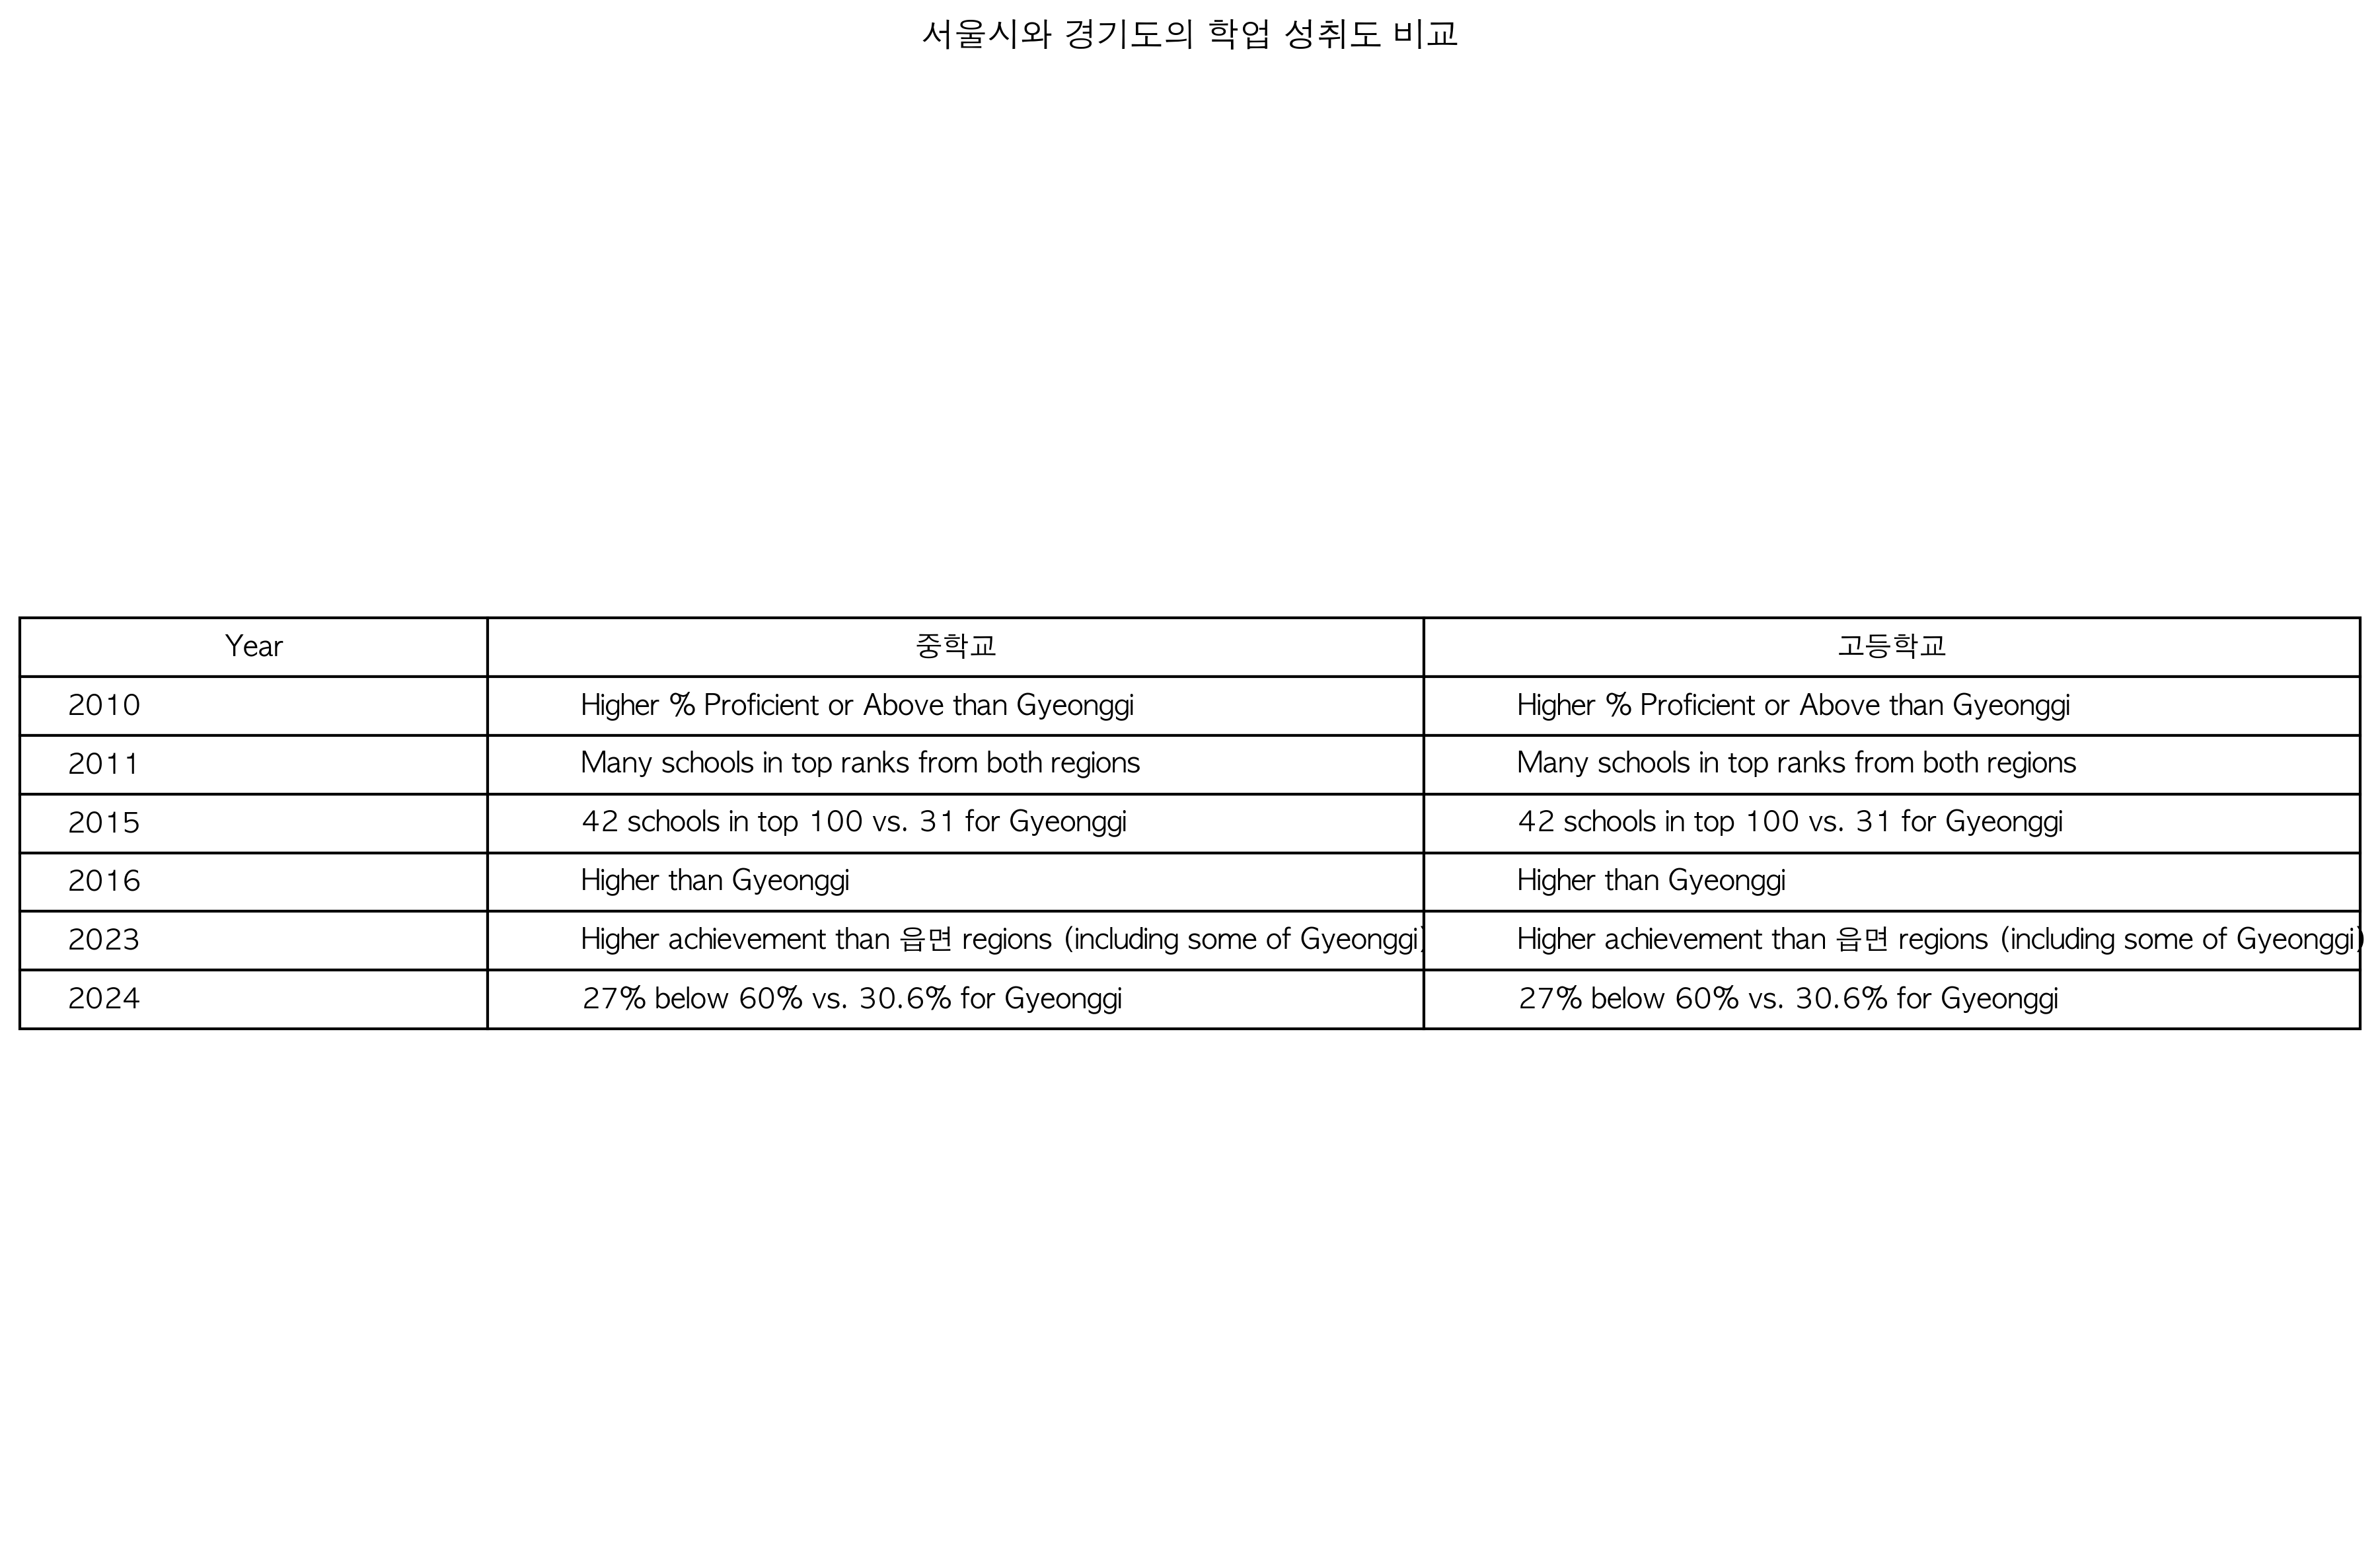 서울시와 경기도의 학업 성취도 비교
Year 중학교 고등학교
2010 Higher % Proficient or Above than Gyeonggi Higher % Proficient or Above than Gyeonggi
2011 Many schools in top ranks from both regions Many schools in top ranks from both regions
2015 42 schools in top 100 vs. 31 for Gyeonggi 42 schools in top 100 vs. 31 for Gyeonggi
2016 Higher than Gyeonggi Higher than Gyeonggi
2023 Higher achievement than 읍면 regions (including some of Gyeonggi) Higher achievement than 읍면 regions (including some of Gyeonggi)
2024 27% below 60% vs. 30.6% for Gyeonggi 27% below 60% vs. 30.6% for Gyeonggi